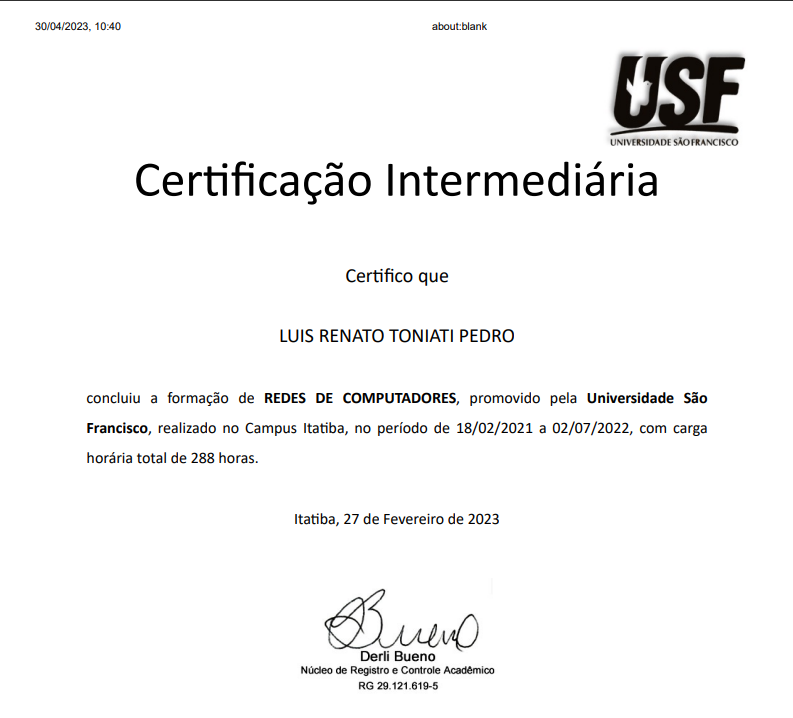 30/04/2023, 10:40 about:blank
USF
UNIVERSIDADE SÃO FRANCISCO
Certificação Intermediária
Certifico que
LUIS RENATO TONIATI PEDRO
concluiu a formação de REDES DE COMPUTADORES, promovido pela Universidade São
Francisco, realizado no Campus Itatiba, no período de 18/02/2021 a 02/07/2022, com carga
horária total de 288 horas.
Itatiba, 27 de Fevereiro de 2023
Bueno
Derli Bueno
Núcleo de Registro e Controle Acadêmico
RG 29.121.619-5